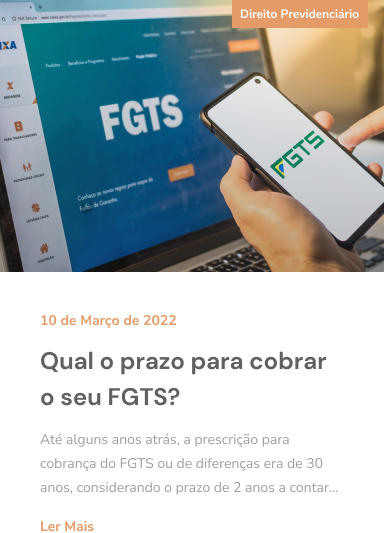 Direito Previdenciário
FGTS
FGTS
10 de Março de 2022
Qual o prazo para cobrar
o seu FGTS?
Até alguns anos atrás, a prescrição para
cobrança do FGTS ou de diferenças era de 30
anos, considerando o prazo de 2 anos a contar...
Ler Mais